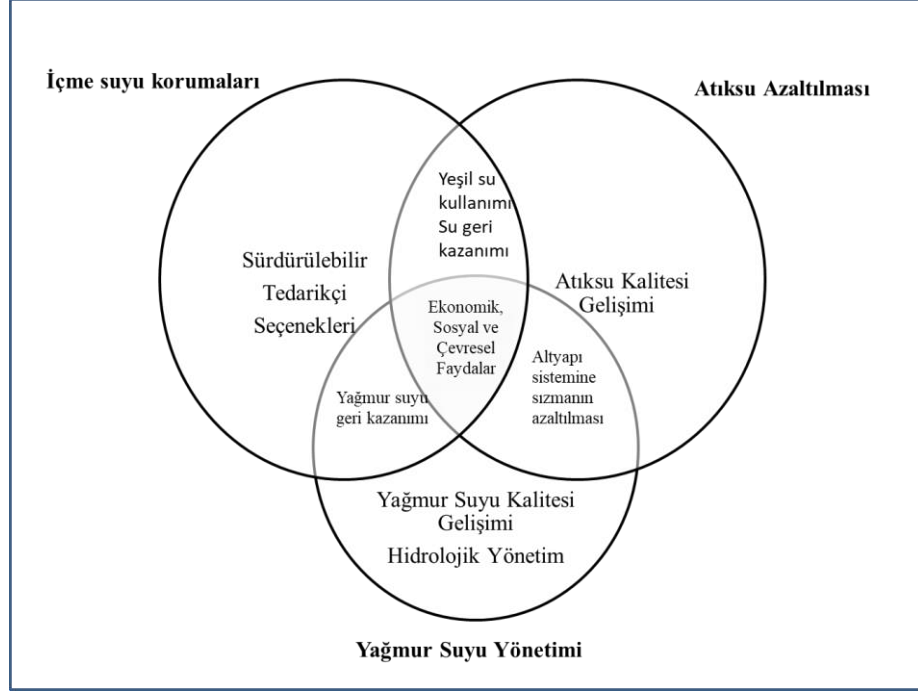 İçme suyu korumaları
Atıksu Azaltılması
Yeşil su
kullanımı
Su geri
kazanımı
Sürdürülebilir
Tedarikçi
Seçenekleri
Atıksu Kalitesi
Gelişimi
Ekonomik,
Sosyal ve
Çevresel
Faydalar
Altyapı
sistemine
sızmanın
azaltılması
Yağmur suyu
geri kazanımı
Yağmur Suyu Kalitesi
Gelişimi
Hidrolojik Yönetim
Yağmur Suyu Yönetimi